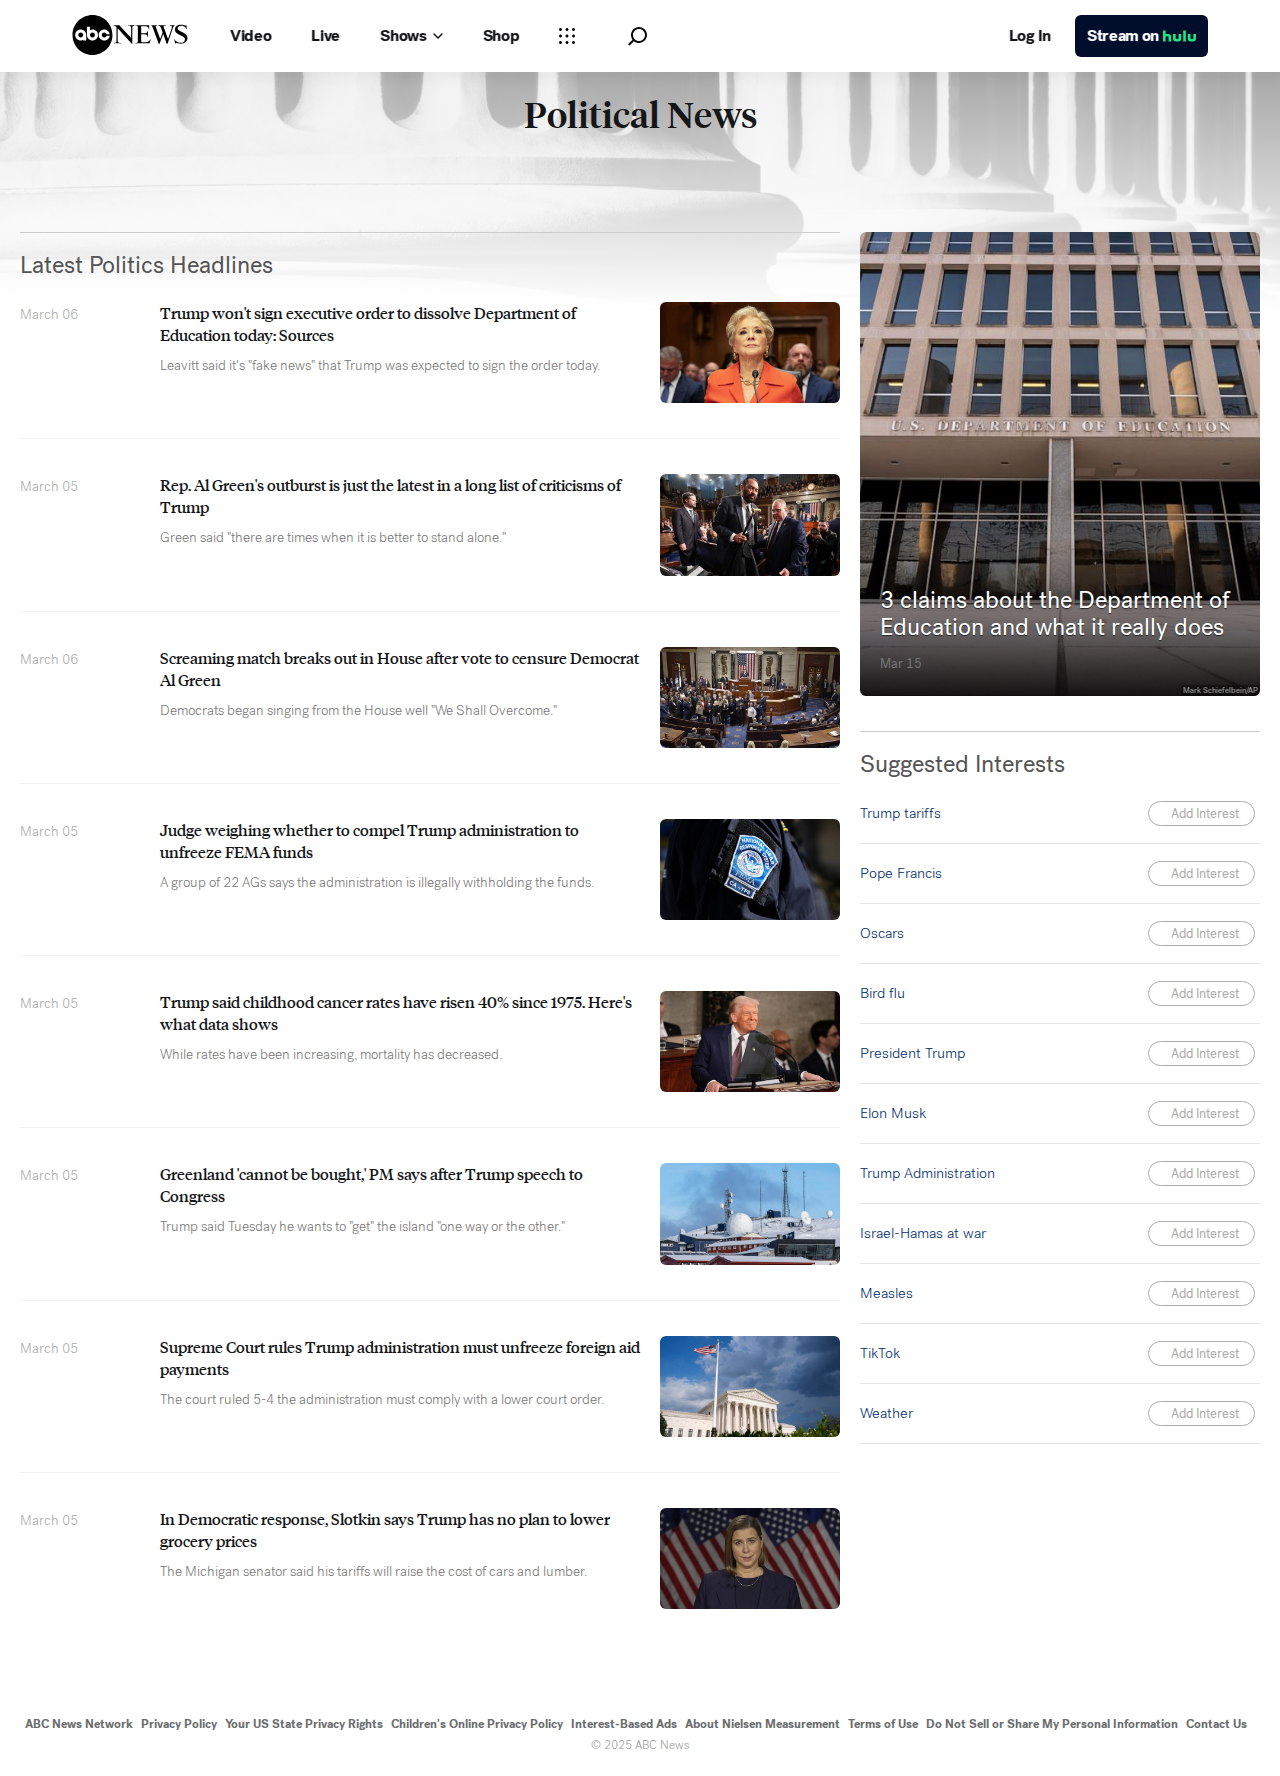 abc NEWS
Video
Live
Shows
Shop
Log In
Stream on hulu
Political News
Latest Politics Headlines
March 06
Trump won't sign executive order to dissolve Department of
Education today: Sources
Leavitt said it's "fake news" that Trump was expected to sign the order today.
March 05
Rep. Al Green's outburst is just the latest in a long list of criticisms of
Trump
Green said "there are times when it is better to stand alone."
March 06
Screaming match breaks out in House after vote to censure Democrat
Al Green
Democrats began singing from the House well "We Shall Overcome."
March 05
Judge weighing whether to compel Trump administration to
unfreeze FEMA funds
A group of 22 AGs says the administration is illegally withholding the funds.
March 05
Trump said childhood cancer rates have risen 40% since 1975. Here's
what data shows
While rates have been increasing, mortality has decreased.
March 05
Greenland 'cannot be bought,' PM says after Trump speech to
Congress
Trump said Tuesday he wants to "get" the island "one way or the other."
March 05
Supreme Court rules Trump administration must unfreeze foreign aid
payments
The court ruled 5-4 the administration must comply with a lower court order.
March 05
In Democratic response, Slotkin says Trump has no plan to lower
grocery prices
The Michigan senator said his tariffs will raise the cost of cars and lumber.
U.S. DEPARTMENT OF EDUCATION
3 claims about the Department of
Education and what it really does
Mar 15
Mark Schiefelbein/AP
Suggested Interests
Trump tariffs
Add Interest
Pope Francis
Add Interest
Oscars
Add Interest
Bird flu
Add Interest
President Trump
Add Interest
Elon Musk
Add Interest
Trump Administration
Add Interest
Israel-Hamas at war
Add Interest
Measles
Add Interest
TikTok
Add Interest
Weather
Add Interest
ABC News Network Privacy Policy Your US State Privacy Rights Children's Online Privacy Policy Interest-Based Ads About Nielsen Measurement Terms of Use Do Not Sell or Share My Personal Information Contact Us
© 2025 ABC News